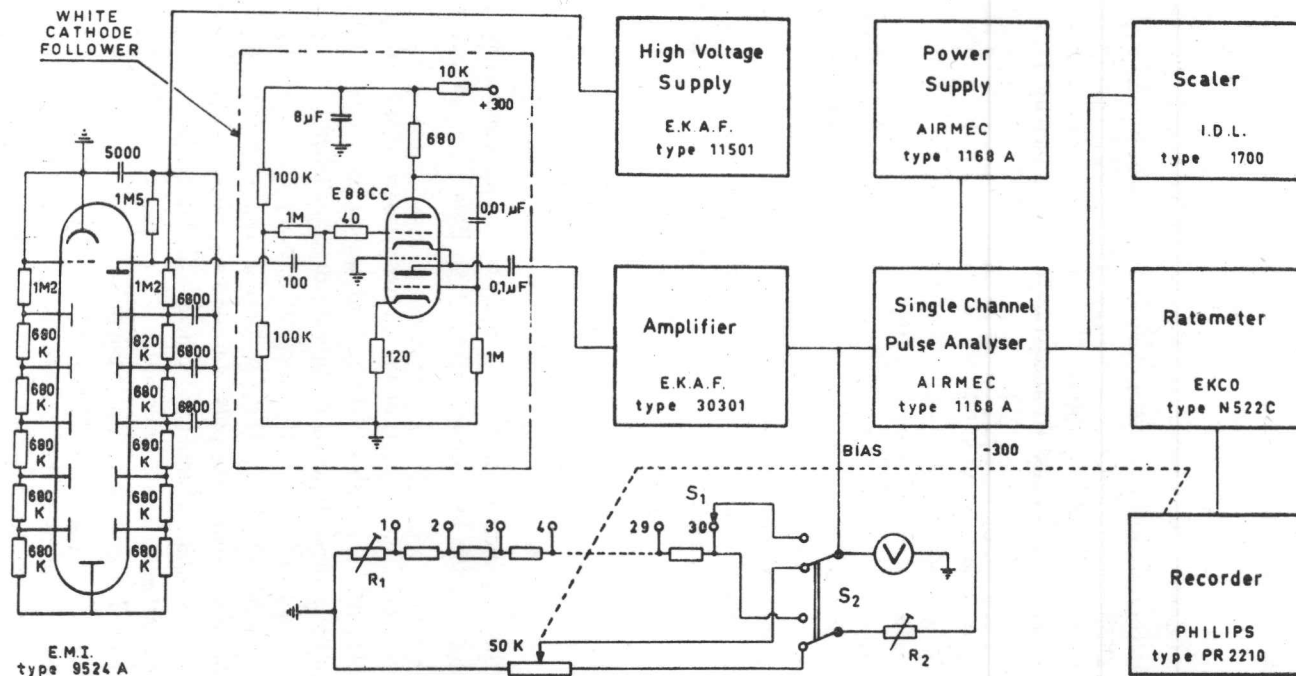 WHITE
CATHODE
FOLLOWER
10K
+300
8µF
680
High Voltage
Supply
E.K.A.F.
type 11501
Power
Supply
AIRMEC
type 1168 A
Scaler
I.D.L.
type 1700
5000
1M5
100K
E88CC
1M
40
0,01µF
100
0,1µF
1M2
1M2
6800
680
K
820
K
6800
680
K
680
K
6800
680
K
690
K
680
K
680
K
680
K
680
K
100K
120
1M
Amplifier
E.K.A.F.
type 30301
Single Channel
Pulse Analyser
AIRMEC
type 1168 A
Ratemeter
EKCO
type N522C
BIAS
-300
S1
1
2
3
4
29
30
R1
V
S2
50 K
R2
Recorder
PHILIPS
type PR 2210
E.M.I.
type 9524 A